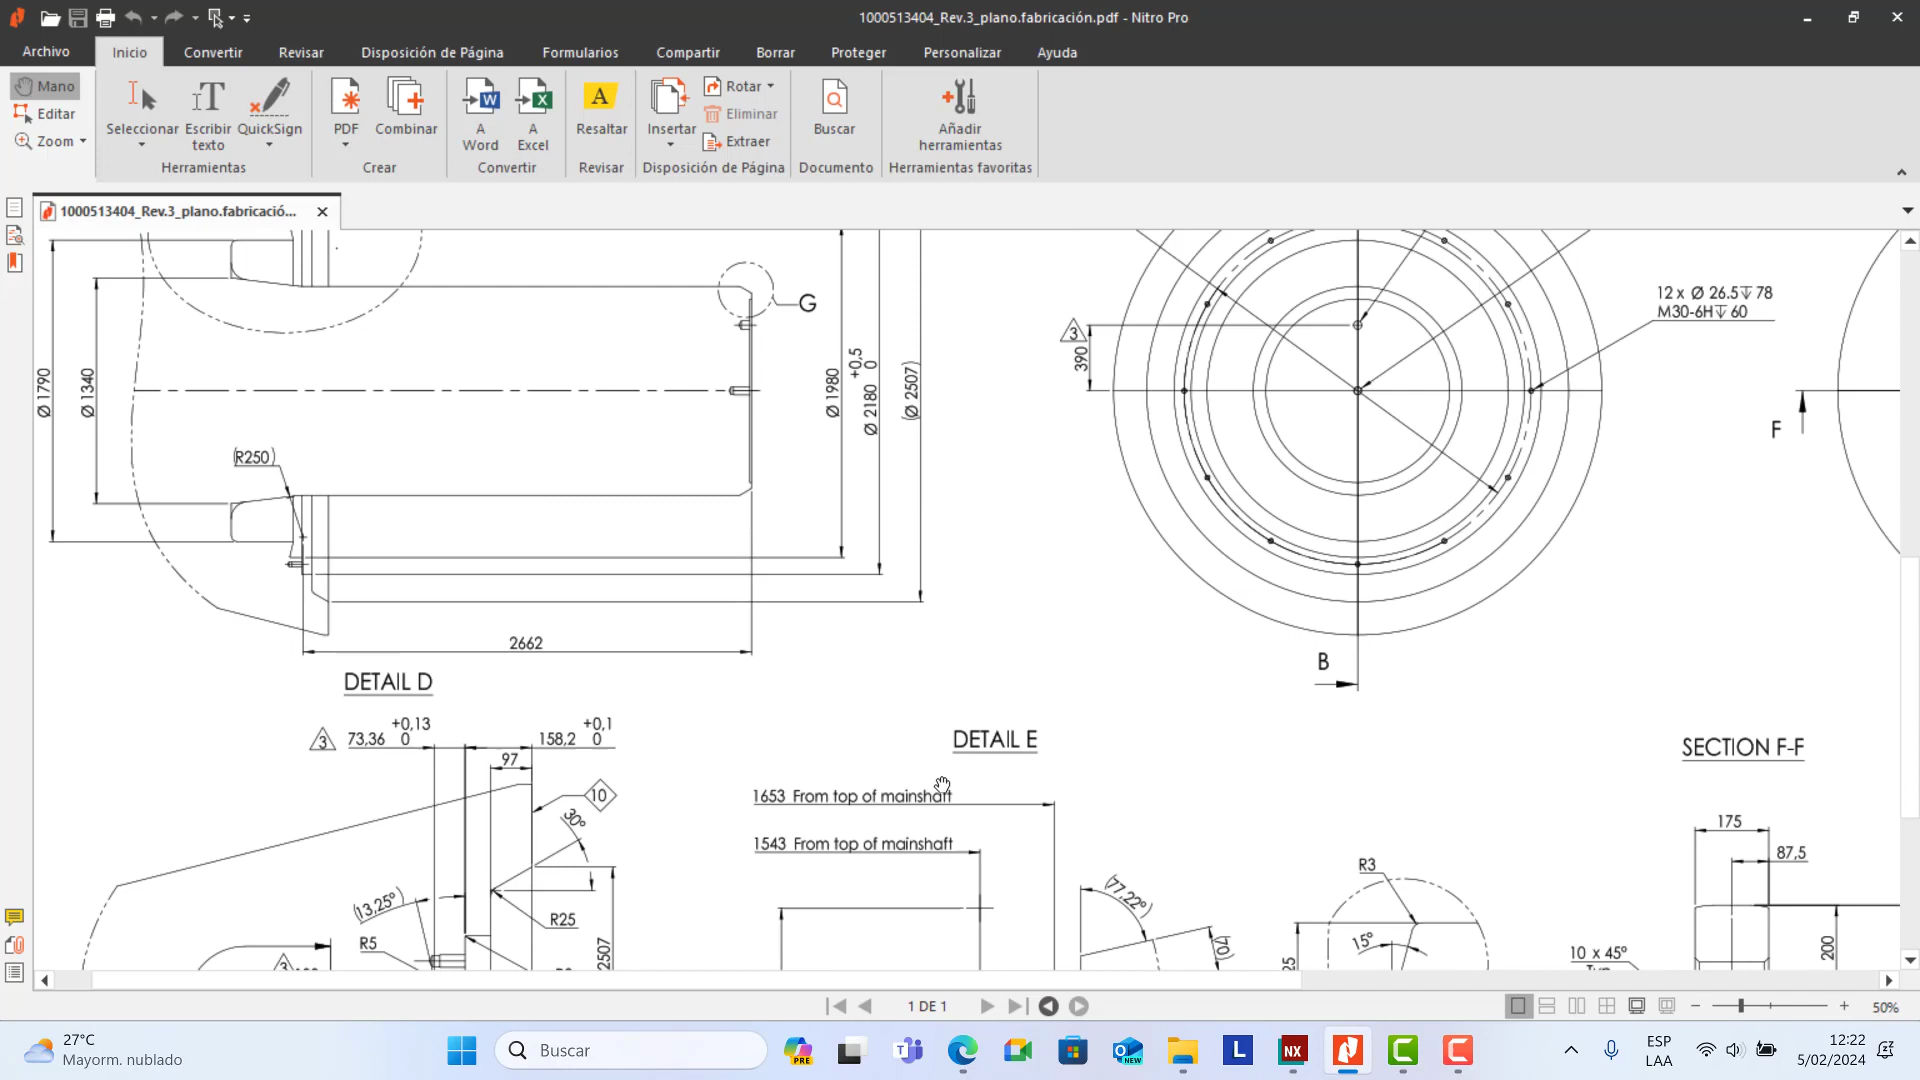 1000513404_Rev.3_plano.fabricación.pdf - Nitro Pro
Archivo
Inicio
Convertir
Revisar
Disposición de Página
Formularios
Compartir
Borrar
Proteger
Personalizar
Ayuda
Mano
Editar
Zoom
Seleccionar
Escribir
texto
QuickSign
Herramientas
PDF
Combinar
Crear
A
Word
A
Excel
Convertir
Resaltar
Revisar
Insertar
Rotar
Eliminar
Extraer
Disposición de Página
Buscar
Documento
Añadir
herramientas
Herramientas favoritas
1000513404_Rev.3_plano.fabricació...
Ø 1790
Ø 1340
(R250)
G
Ø 1980
Ø 2180 +0,5 0
(Ø 2507)
2662
3
390
12 x Ø 26.5↧78
M30-6H↧60
F
B
DETAIL D
3
73,36 +0,13 0
158,2 +0,1 0
97
10
30°
(13,25°)
R25
R5
2507
3
DETAIL E
1653 From top of mainshaft
1543 From top of mainshaft
(77,22°)
(70)
R3
15°
SECTION F-F
175
87,5
10 x 45°
200
1 DE 1
50%
27°C
Mayorm. nublado
Buscar
PRE
NX
ESP
LAA
12:22
5/02/2024